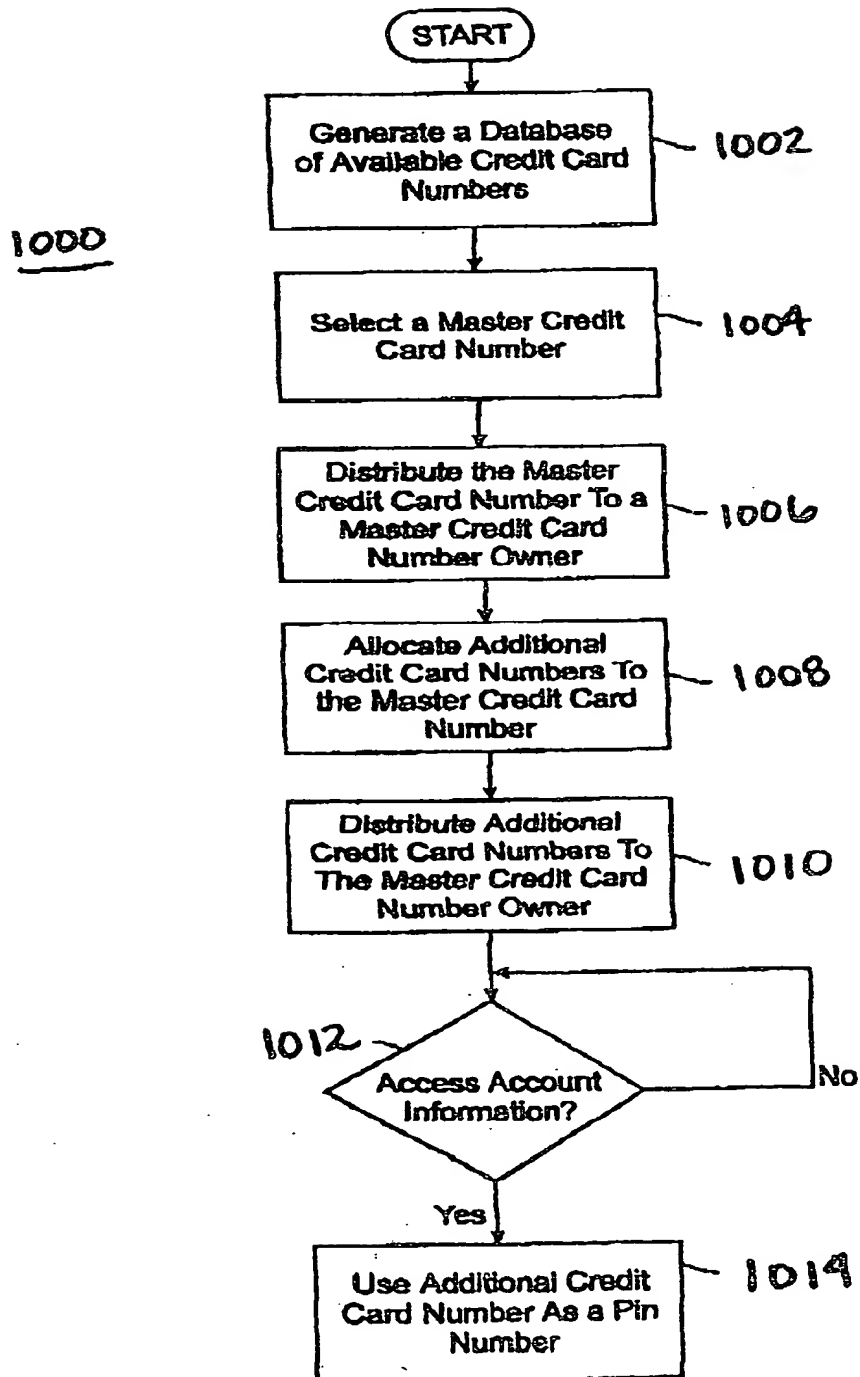 START
Generate a Database
of Available Credit Card
Numbers
1002
1000
Select a Master Credit
Card Number
1004
Distribute the Master
Credit Card Number To a
Master Credit Card
Number Owner
1006
Allocate Additional
Credit Card Numbers To
the Master Credit Card
Number
1008
Distribute Additional
Credit Card Numbers To
The Master Credit Card
Number Owner
1010
1012
Access Account
Information?
No
Yes
Use Additional Credit
Card Number As a Pin
Number
1014